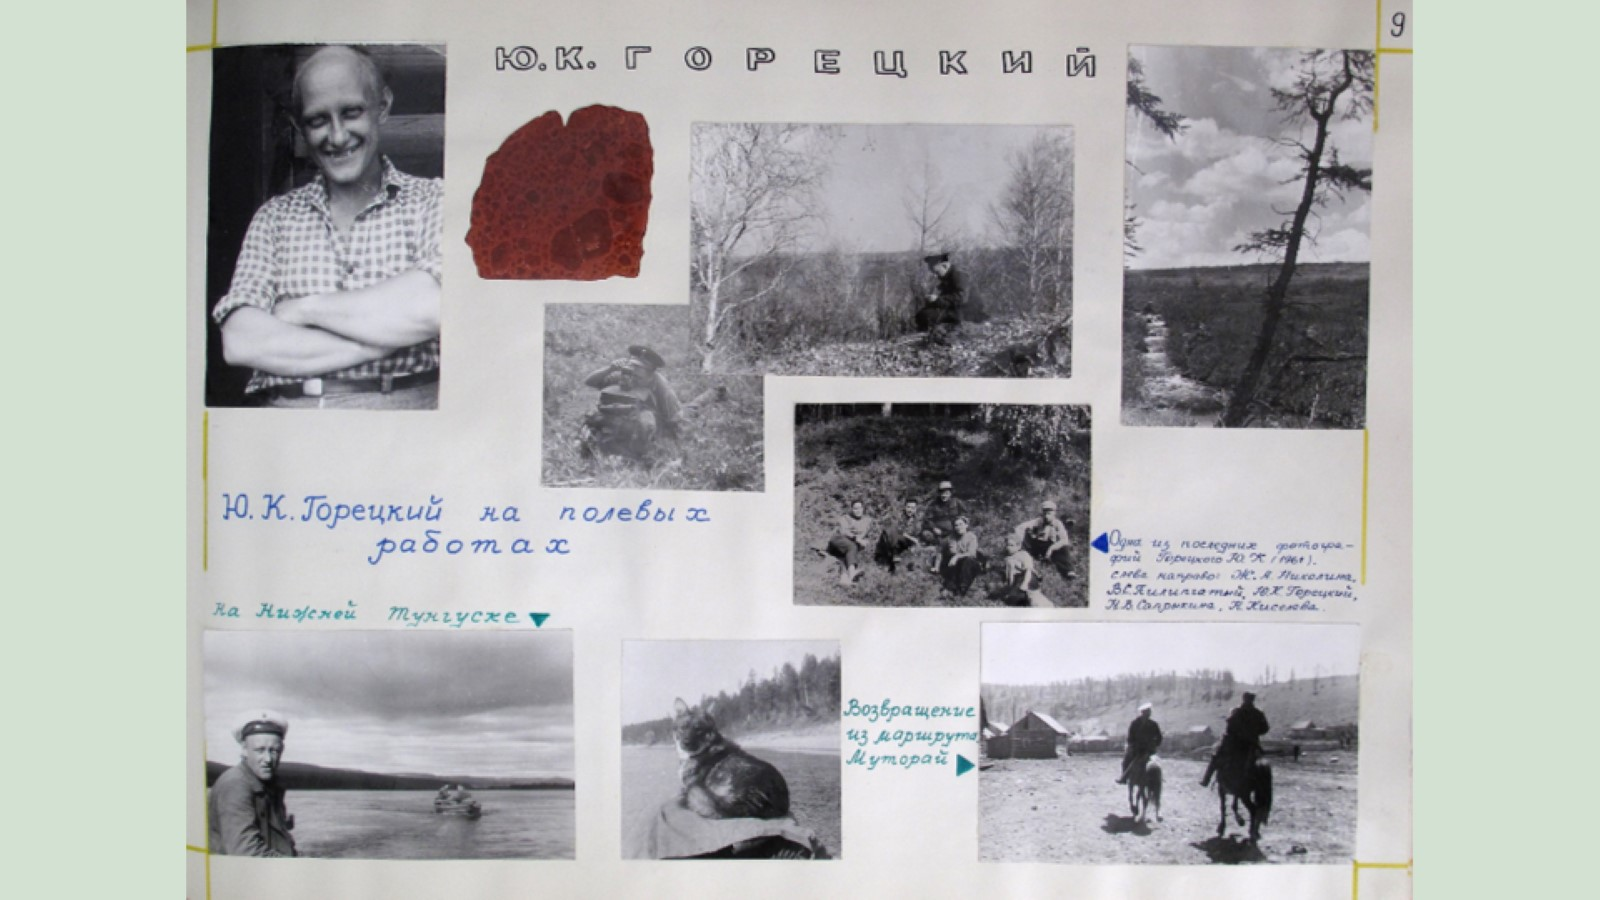 9
Ю.К. ГОРЕЦКИЙ
Ю.К.Горецкий на полевых
работах
Одна из последних фотогра-
фий Горецкого Ю.К
слева направо: Ж.А.Николина,
В.С.Пилипчатый, Ю.К.Горецкий,
Н.В.Сапрыкина, Н.Киселева.
на Нижней Тунгуске
Возвращение
из маршрута
Муторай